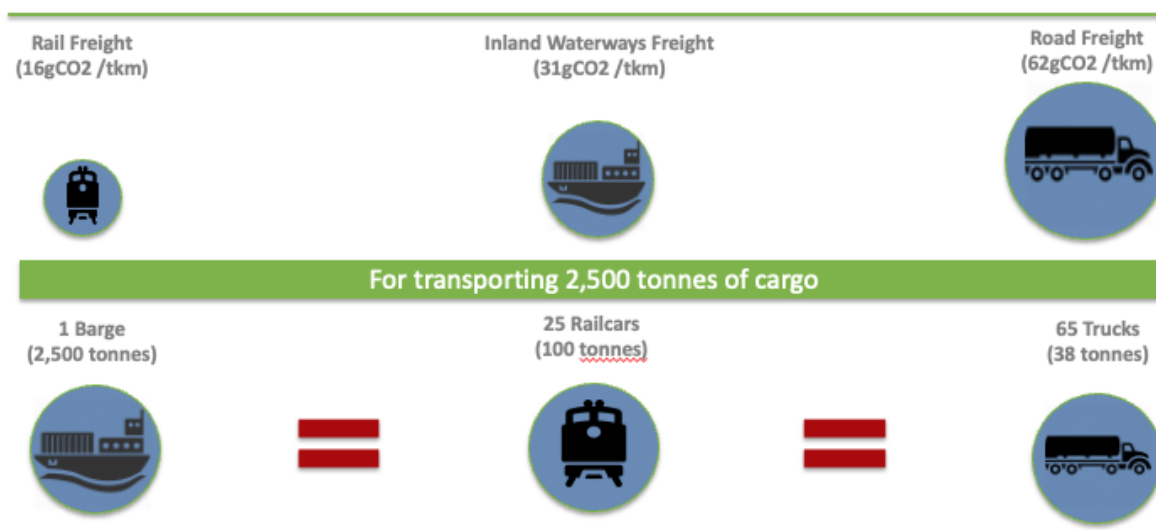 Rail Freight
(16gCO2 /tkm)
Inland Waterways Freight
(31gCO2 /tkm)
Road Freight
(62gCO2 /tkm)
For transporting 2,500 tonnes of cargo
1 Barge
(2,500 tonnes)
25 Railcars
(100 tonnes)
65 Trucks
(38 tonnes)